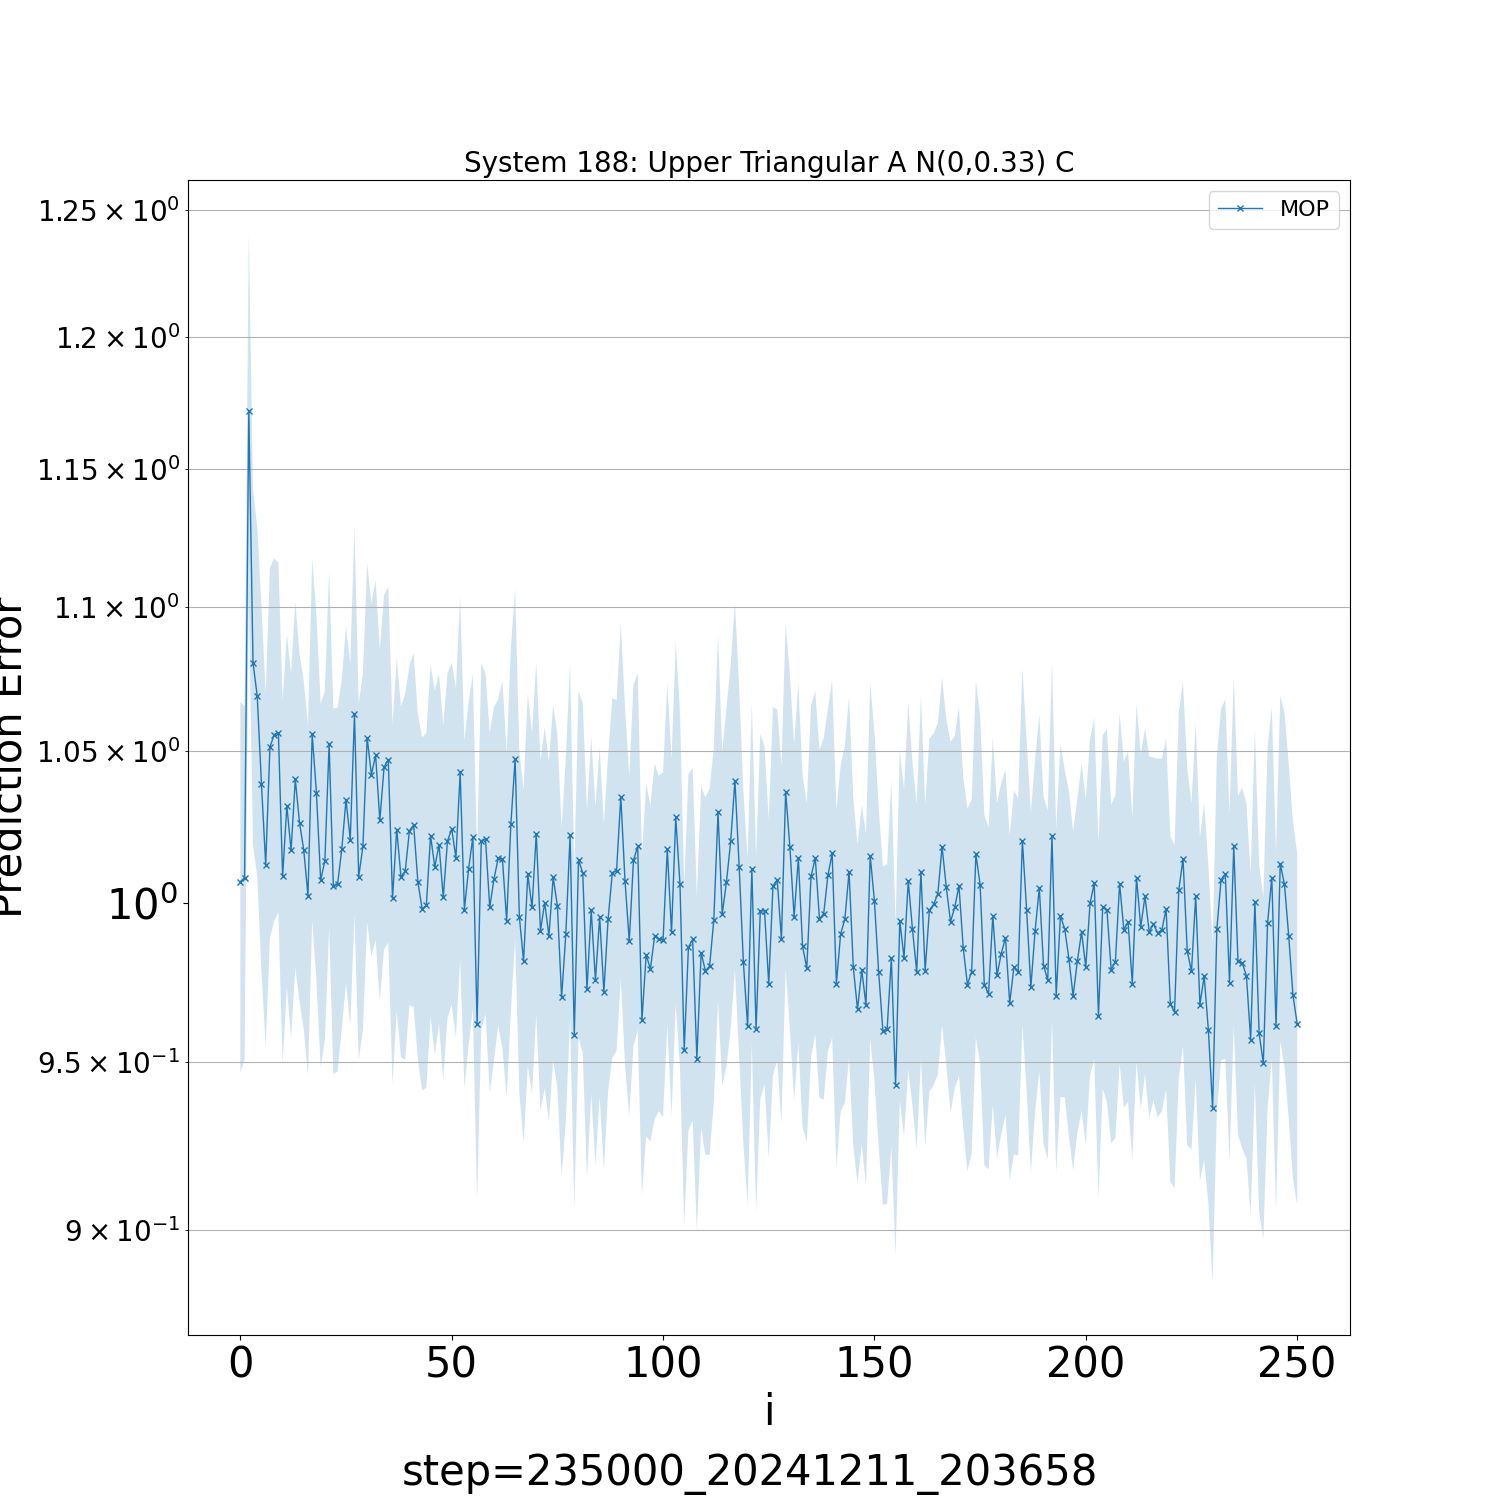 System 188: Upper Triangular A N(0,0.33) C
MOP
1.25 × 10⁰
1.2 × 10⁰
1.15 × 10⁰
1.1 × 10⁰
1.05 × 10⁰
10⁰
9.5 × 10⁻¹
9 × 10⁻¹
Prediction Error
0 50 100 150 200 250
i
step=235000_20241211_203658